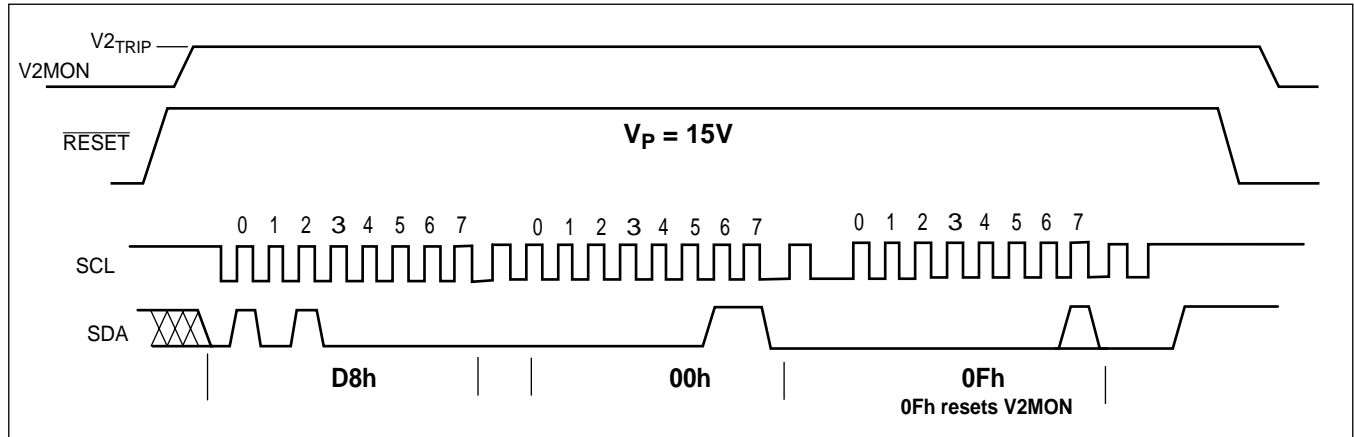 V2TRIP
V2MON
RESET
VP = 15V
0 1 2 3 4 5 6 7 0 1 2 3 4 5 6 7 0 1 2 3 4 5 6 7
SCL
SDA
D8h 00h 0Fh
0Fh resets V2MON